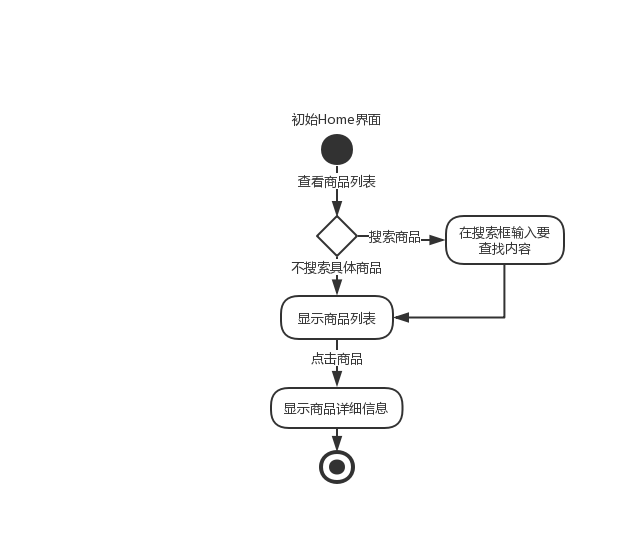 初始Home界面
查看商品列表
搜索商品
在搜索框输入要
查找内容
不搜索具体商品
显示商品列表
点击商品
显示商品详细信息